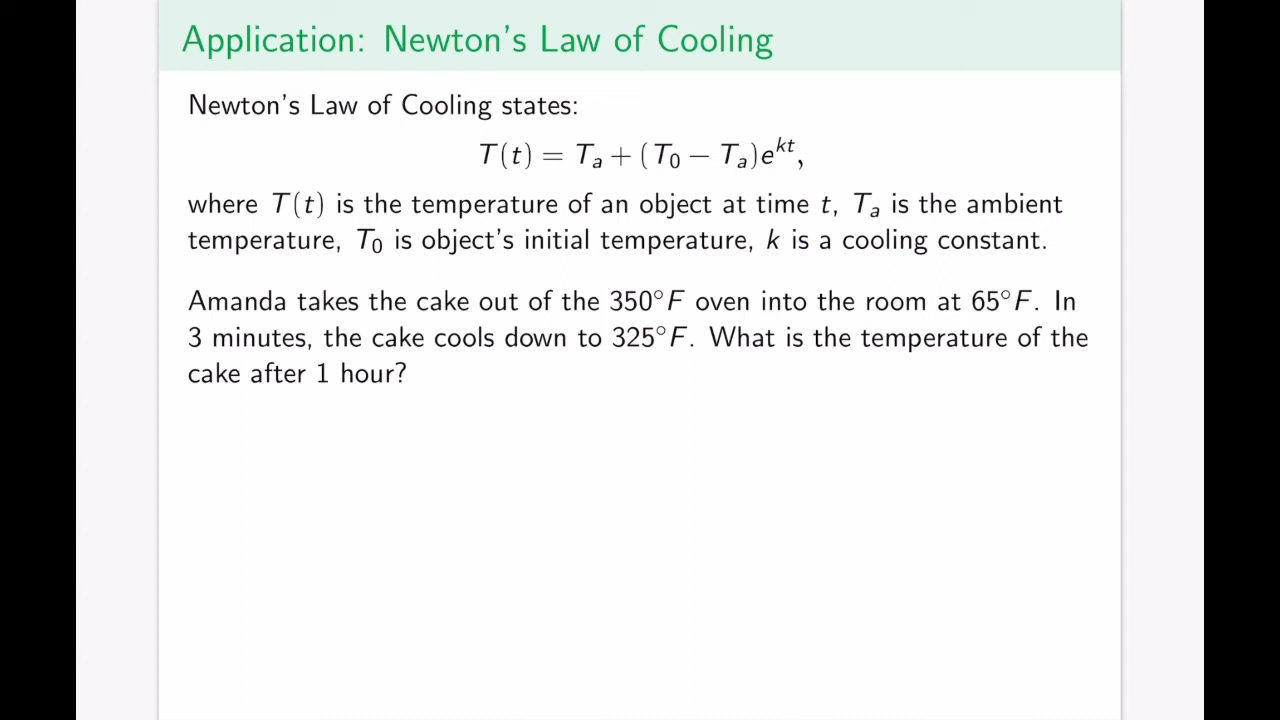 Application: Newton's Law of Cooling
Newton's Law of Cooling states:
T(t) = Tₐ + (T₀ − Tₐ)eᵏᵗ,
where T(t) is the temperature of an object at time t, Tₐ is the ambient
temperature, T₀ is object's initial temperature, k is a cooling constant.
Amanda takes the cake out of the 350°F oven into the room at 65°F. In
3 minutes, the cake cools down to 325°F. What is the temperature of the
cake after 1 hour?